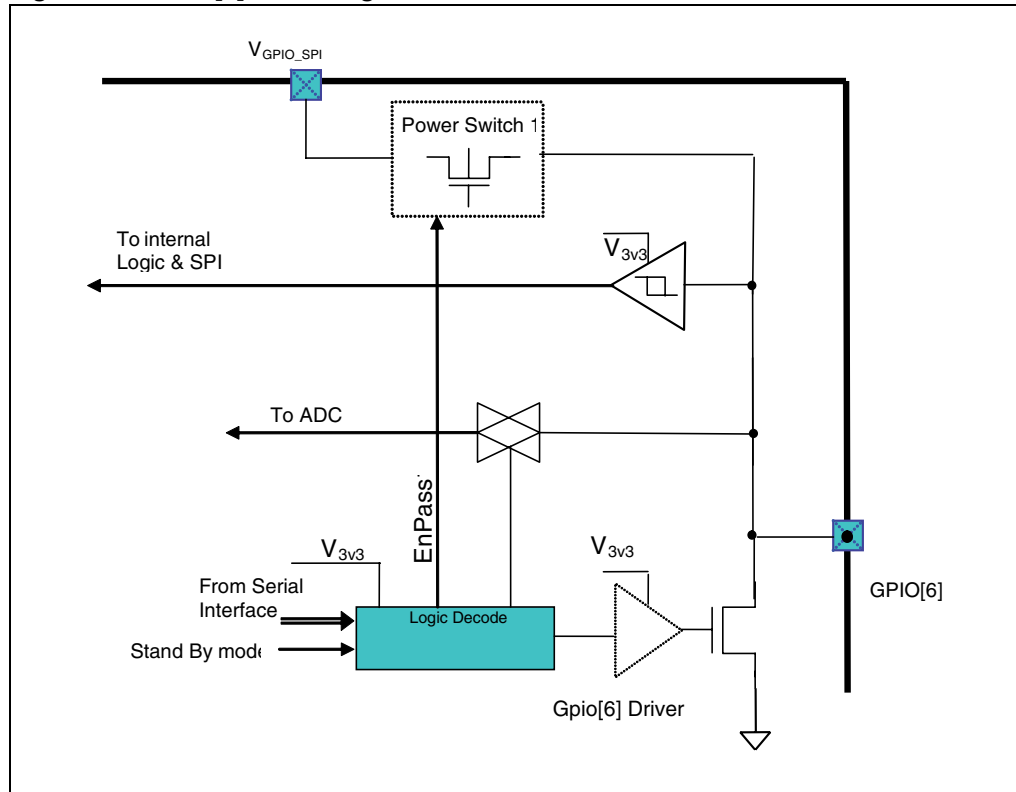 V GPIO_SPI
Power Switch 1
To internal
Logic & SPI
V3v3
To ADC
EnPass
V3v3
V3v3
From Serial
Interface
Logic Decode
Stand By mode
GPIO[6]
Gpio[6] Driver